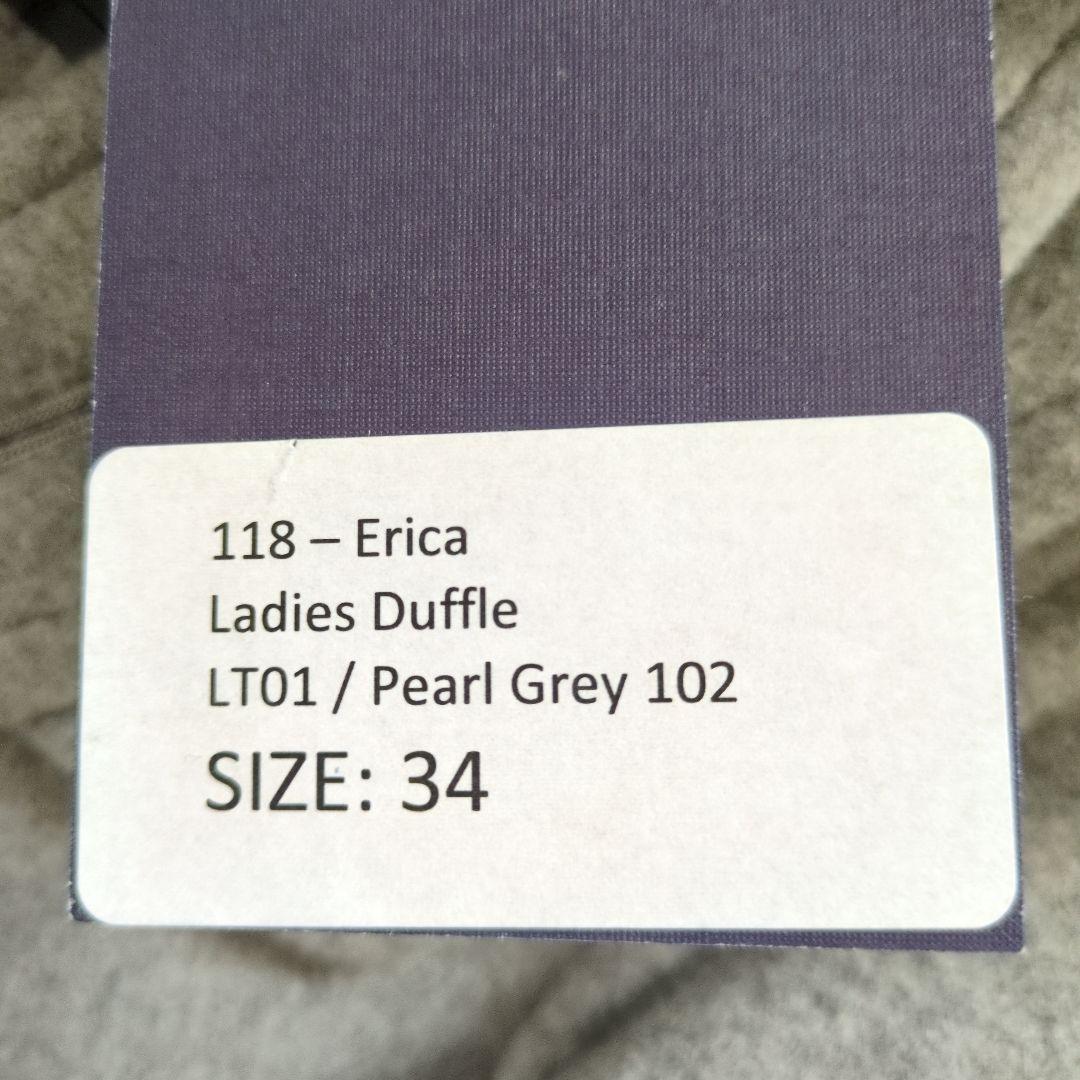 118 – Erica
Ladies Duffle
LT01 / Pearl Grey 102
SIZE: 34